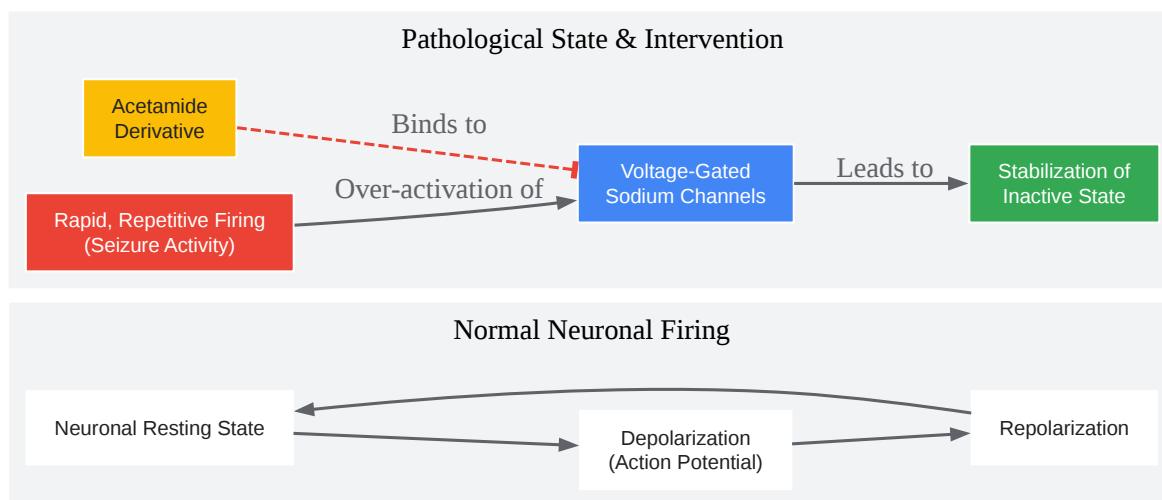 Pathological State & Intervention
Acetamide
Derivative
Binds to
Voltage-Gated
Sodium Channels
Leads to
Stabilization of
Inactive State
Over-activation of
Rapid, Repetitive Firing
(Seizure Activity)
Normal Neuronal Firing
Neuronal Resting State
Depolarization
(Action Potential)
Repolarization